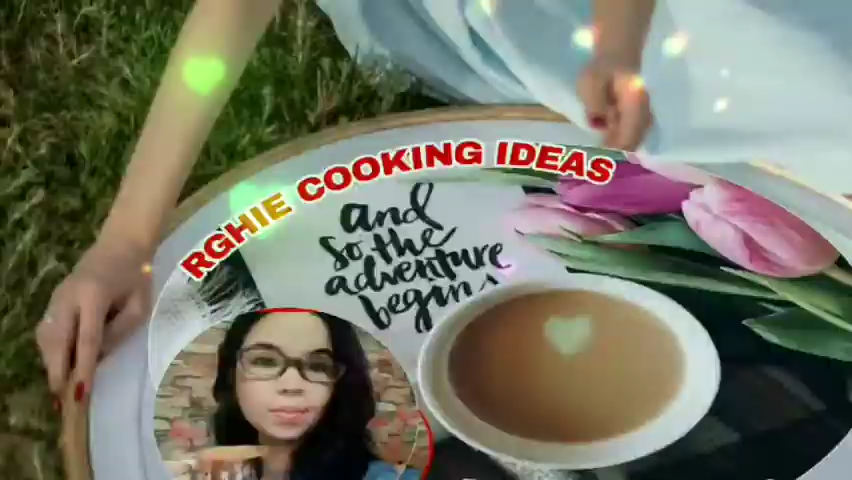 RGHIE COOKING IDEAS
and
so the
adventure
begins